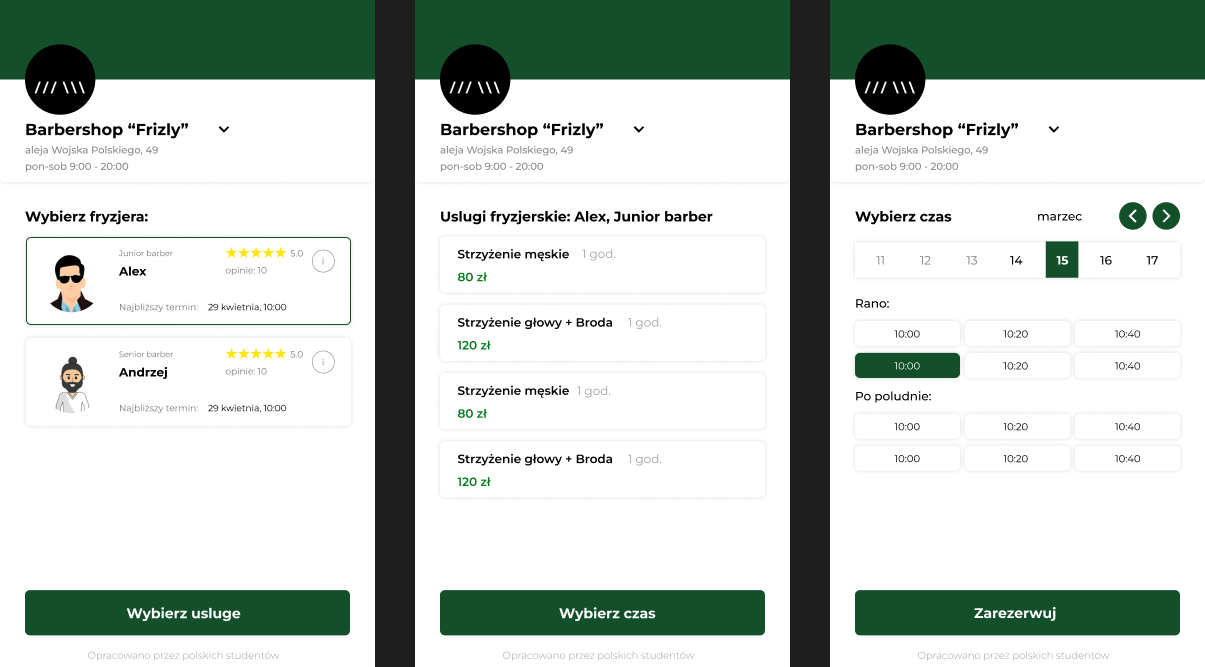 Barbershop “Frizly”
aleja Wojska Polskiego, 49
pon-sob 9:00 - 20:00
Wybierz fryzjera:
Junior barber
5.0
i
Alex
opinie: 10
Najbliższy termin: 29 kwietnia, 10:00
Senior barber
5.0
i
Andrzej
opinie: 10
Najbliższy termin: 29 kwietnia, 10:00
Wybierz usluge
Opracowano przez polskich studentów
Barbershop “Frizly”
aleja Wojska Polskiego, 49
pon-sob 9:00 - 20:00
Uslugi fryzjerskie: Alex, Junior barber
Strzyżenie męskie 1 god.
80 zł
Strzyżenie głowy + Broda 1 god.
120 zł
Strzyżenie męskie 1 god.
80 zł
Strzyżenie głowy + Broda 1 god.
120 zł
Wybierz czas
Opracowano przez polskich studentów
Barbershop “Frizly”
aleja Wojska Polskiego, 49
pon-sob 9:00 - 20:00
Wybierz czas marzec
11 12 13 14 15 16 17
Rano:
10:00 10:20 10:40
10:00 10:20 10:40
Po poludnie:
10:00 10:20 10:40
10:00 10:20 10:40
Zarezerwuj
Opracowano przez polskich studentów